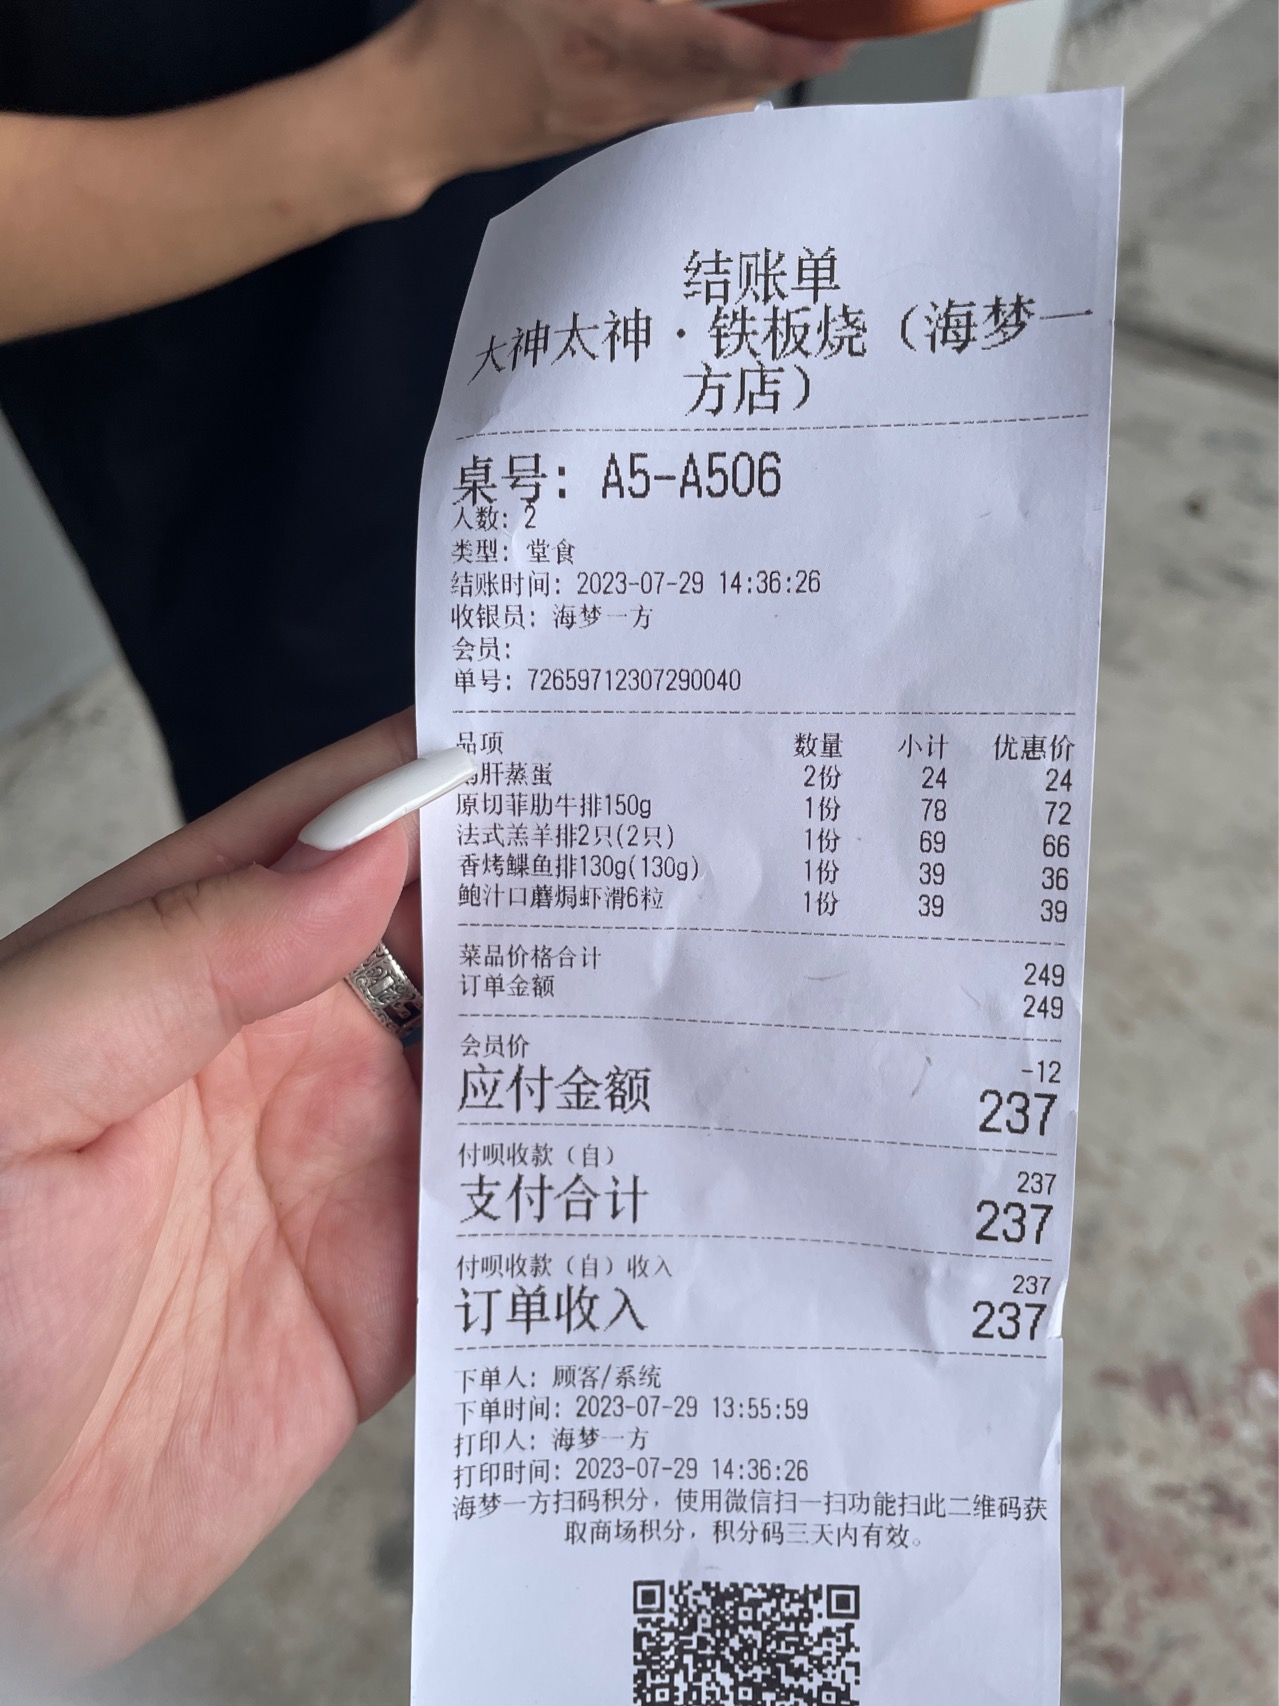 结账单
大神太神·铁板烧（海梦一
方店）
桌号：A5-A506
人数：2
类型：堂食
结账时间：2023-07-29 14:36:26
收银员：海梦一方
会员：
单号：72659712307290040
品项 数量 小计 优惠价
肝蒸蛋 2份 24 24
原切菲肋牛排150g 1份 78 72
法式羔羊排2只(2只) 1份 69 66
香烤鲽鱼排130g(130g) 1份 39 36
鲍汁口蘑焗虾滑6粒 1份 39 39
菜品价格合计 249
订单金额 249
会员价 -12
应付金额 237
付呗收款（自） 237
支付合计 237
付呗收款（自）收入 237
订单收入 237
下单人：顾客/系统
下单时间：2023-07-29 13:55:59
打印人：海梦一方
打印时间：2023-07-29 14:36:26
海梦一方扫码积分，使用微信扫一扫功能扫此二维码获
取商场积分，积分码三天内有效。